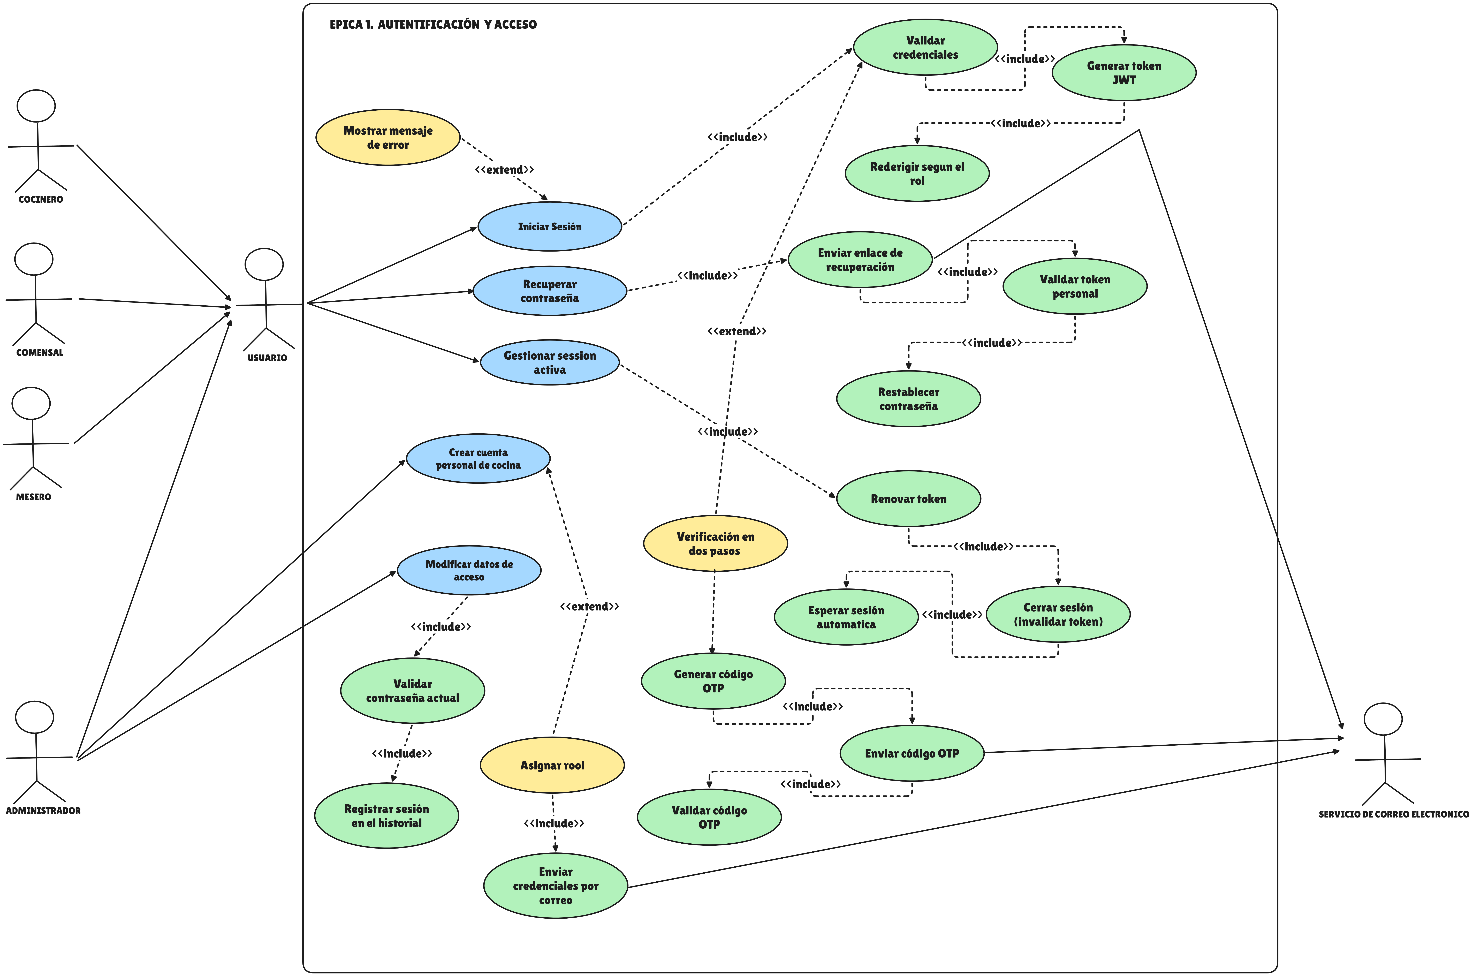 EPICA 1. AUTENTIFICACIÓN Y ACCESO
Validar
credenciales
<<include>>
Generar token
JWT
<<include>>
Mostrar mensaje
de error
<<include>>
<<extend>>
Rederigir segun el
rol
COCINERO
Iniciar Sesión
Enviar enlace de
recuperación
<<include>>
<<include>>
Recuperar
contraseña
Validar token
personal
<<extend>>
<<include>>
COMENSAL
USUARIO
Gestionar session
activa
Restablecer
contraseña
<<include>>
Crear cuenta
personal de cocina
MESERO
Renovar token
Verificación en
dos pasos
<<include>>
Modificar datos de
acceso
<<extend>>
Esperar sesión
automatica
<<include>>
Cerrar sesión
(invalidar token)
<<include>>
Validar
contraseña actual
Generar código
OTP
<<include>>
<<include>>
Asignar rool
Enviar código OTP
<<include>>
ADMINISTRADOR
Registrar sesión
en el historial
<<include>>
Validar código
OTP
SERVICIO DE CORREO ELECTRONICO
Enviar
credenciales por
correo